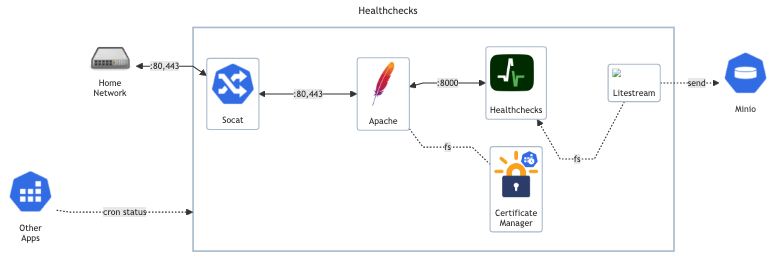 Healthchecks
:80,443
Home
Network
Socat
:80,443
Apache
:8000
Healthchecks
Litestream
send
Minio
fs
fs
Certificate
Manager
Other
Apps
cron status